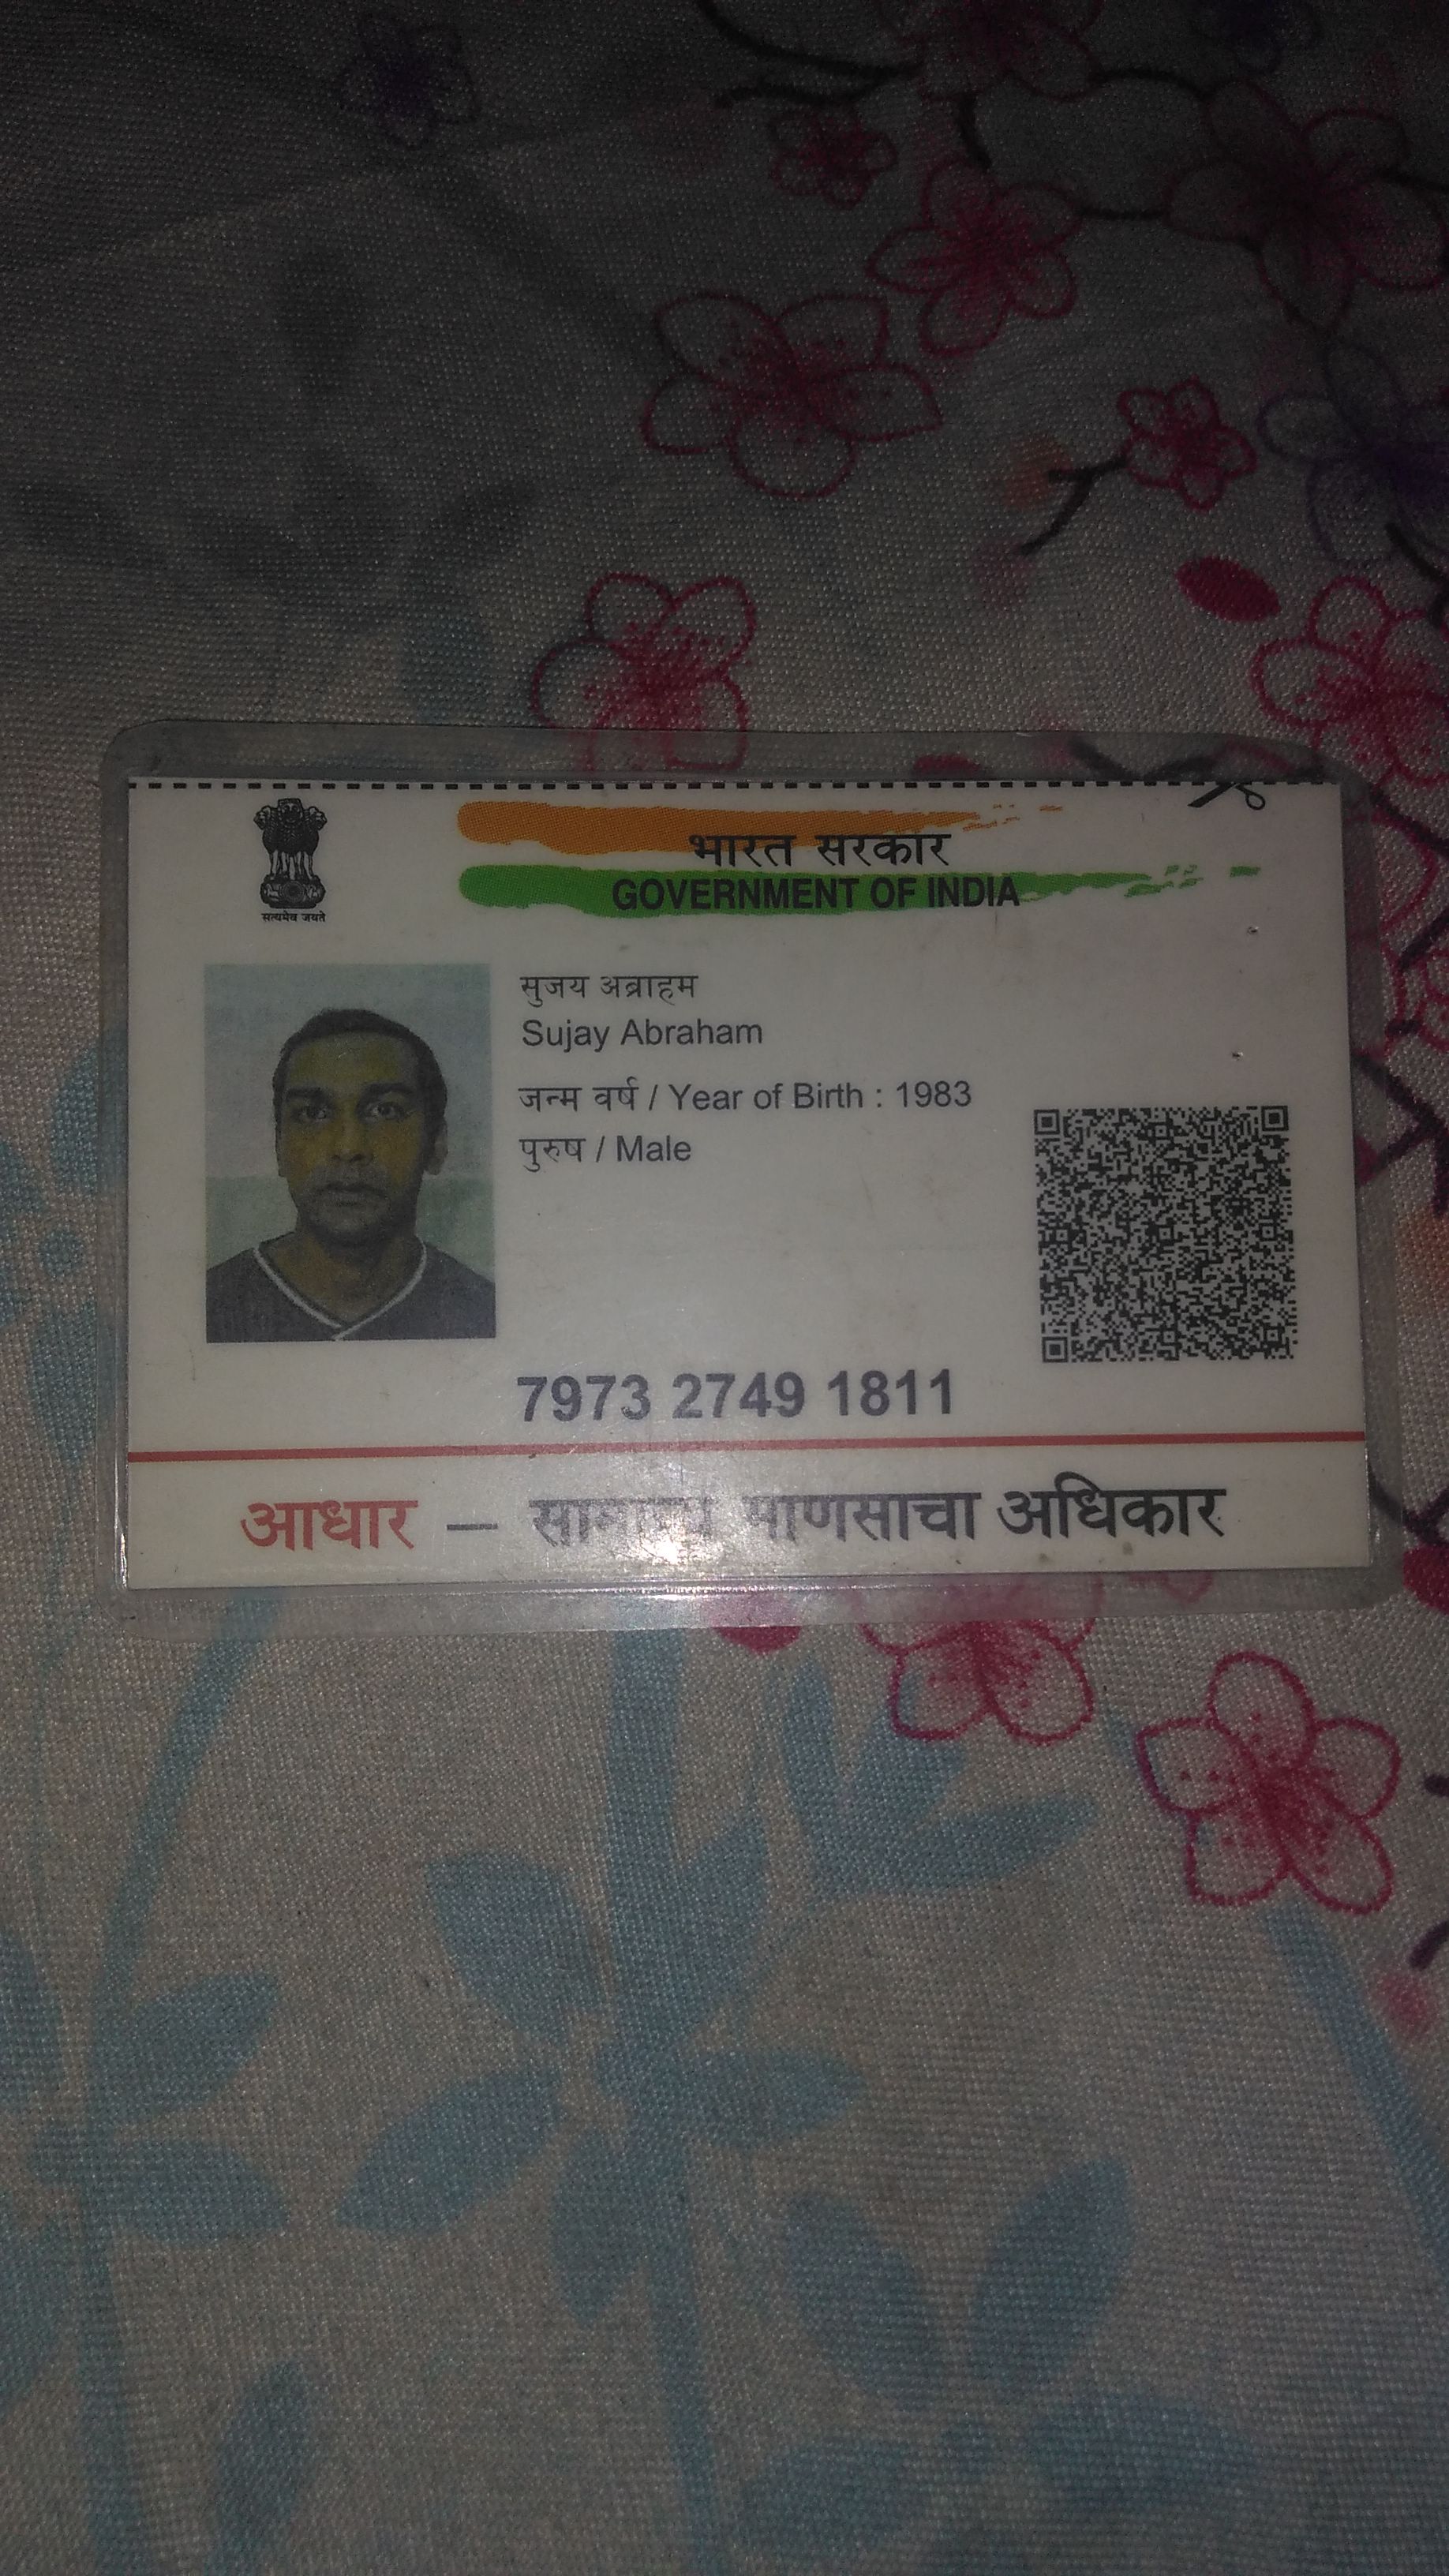 सत्यमेव जयते
भारत सरकार
GOVERNMENT OF INDIA
सुजय अब्राहम
Sujay Abraham
जन्म वर्ष / Year of Birth : 1983
पुरुष / Male
7973 2749 1811
आधार — सामान्य माणसाचा अधिकार